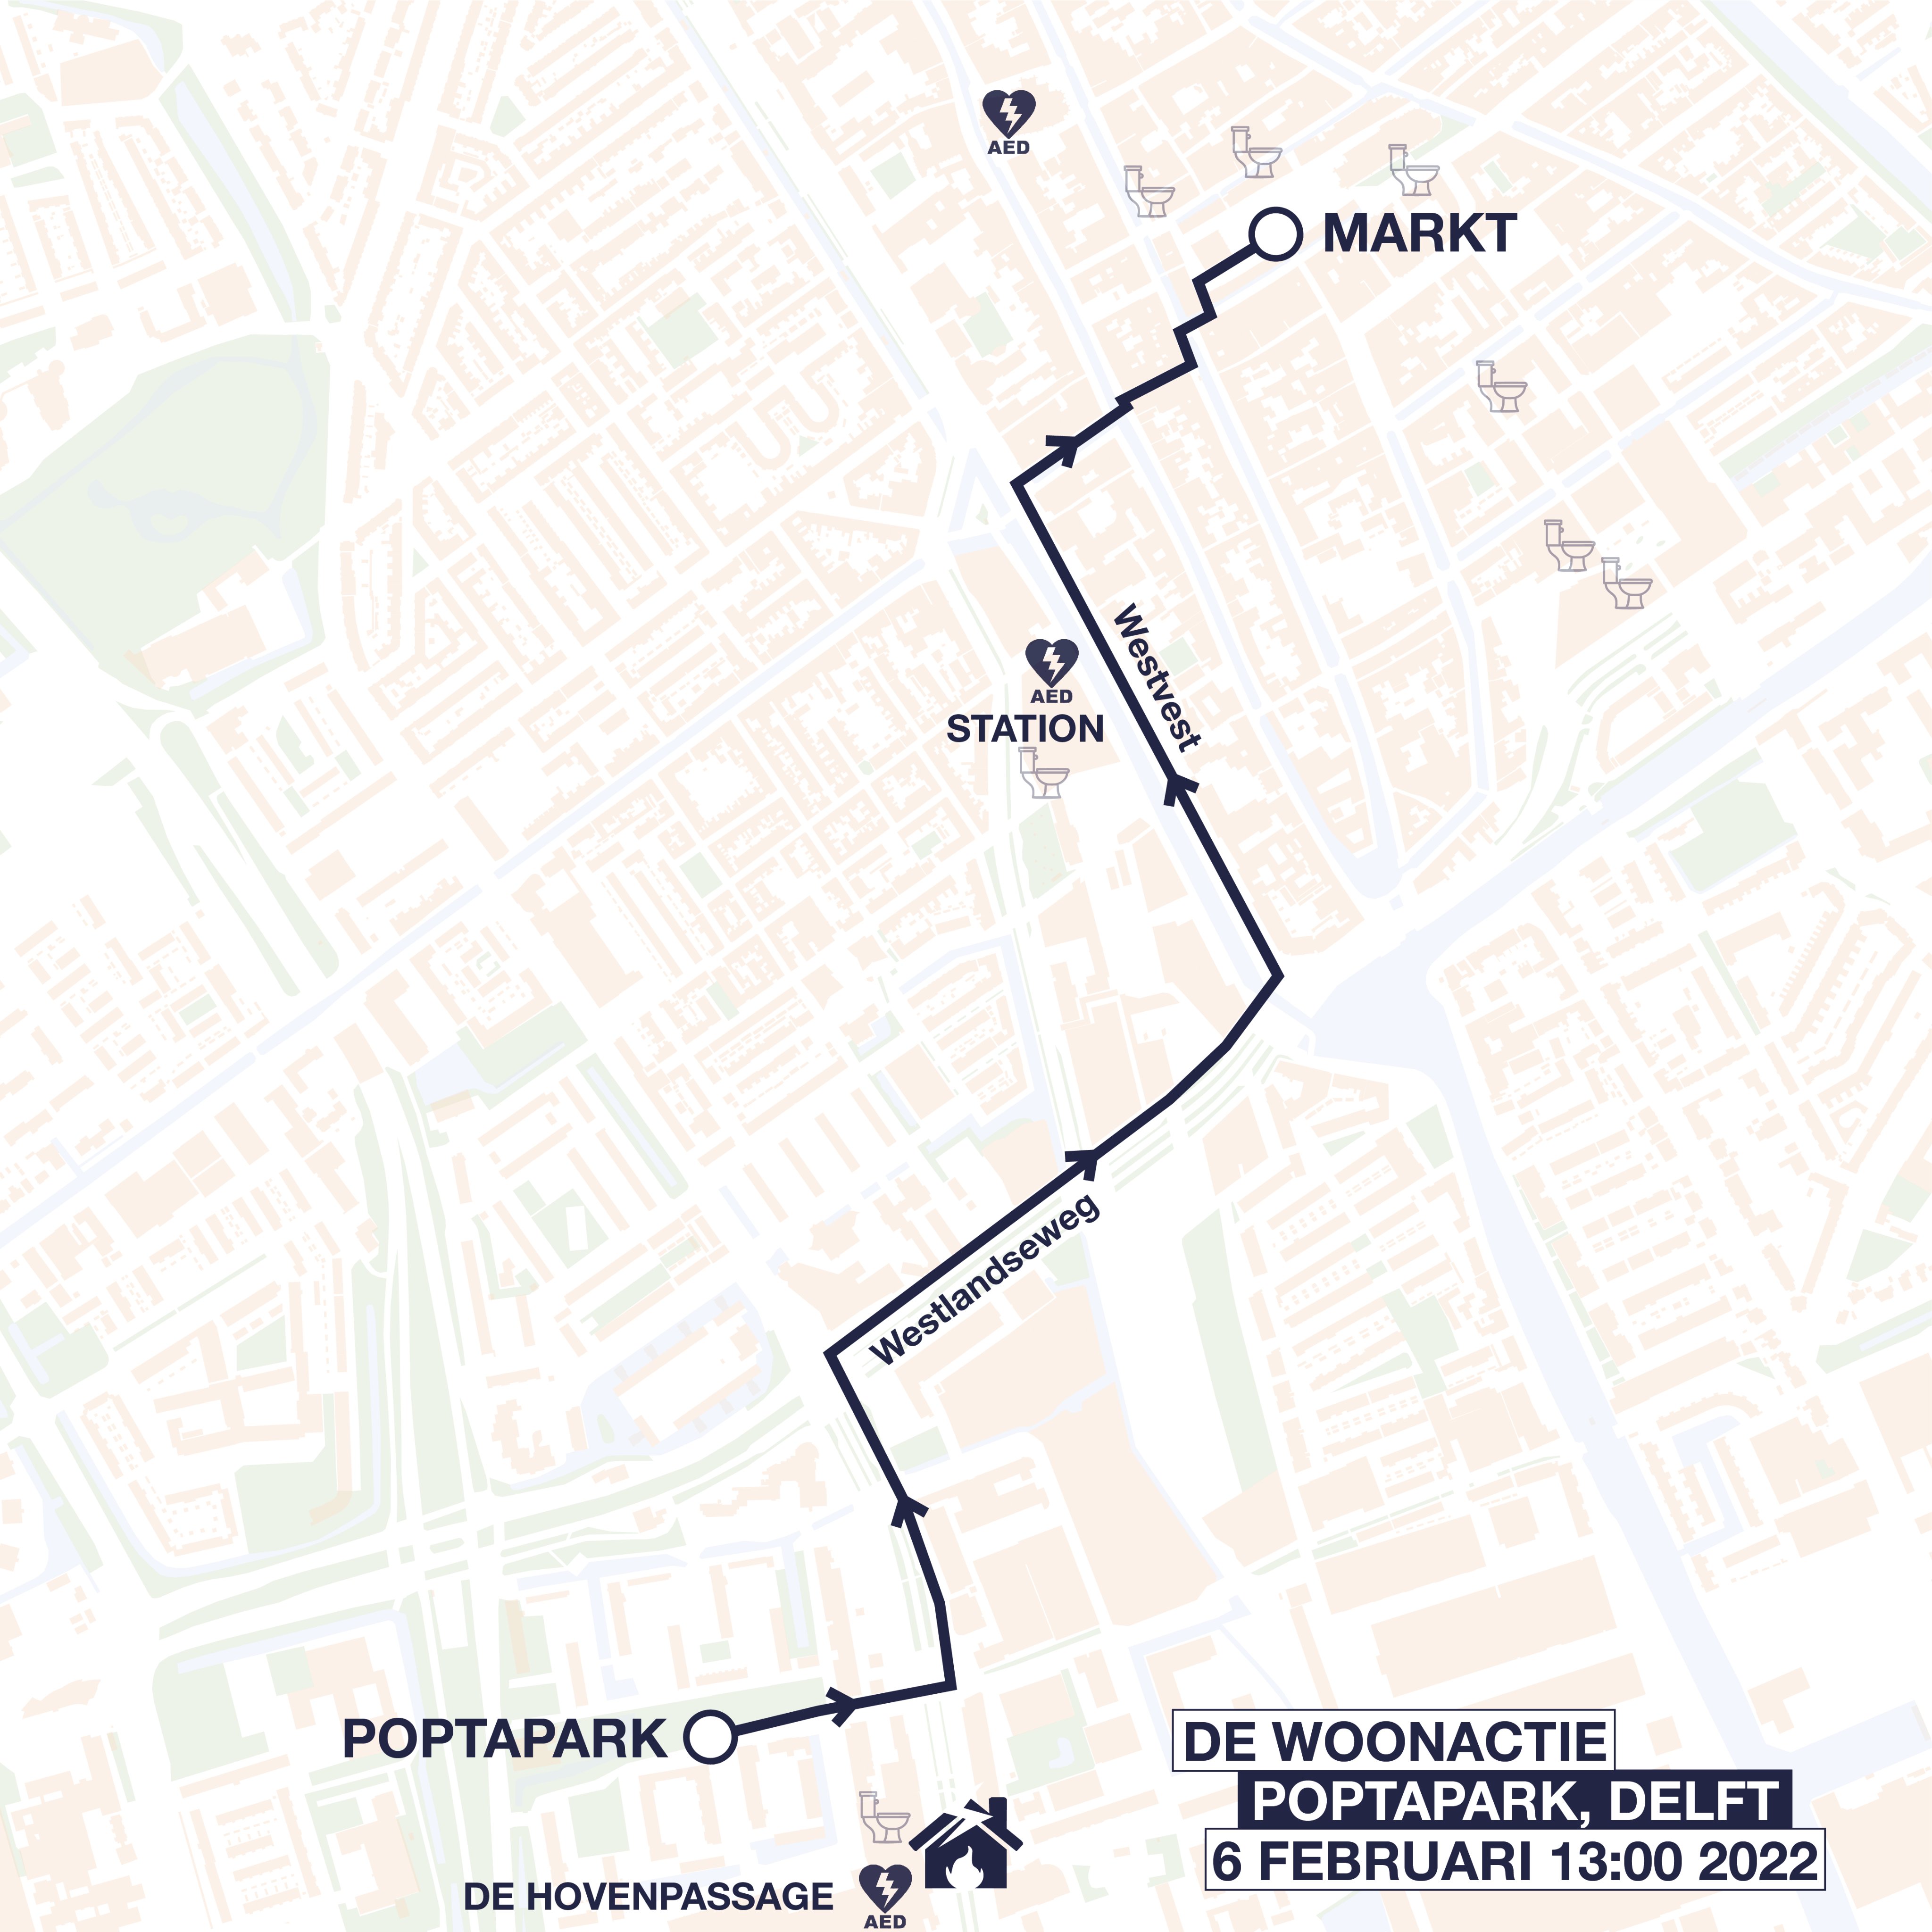 AED
MARKT
Westvest
AED
STATION
Westlandseweg
POPTAPARK
DE HOVENPASSAGE
AED
DE WOONACTIE
POPTAPARK, DELFT
6 FEBRUARI 13:00 2022